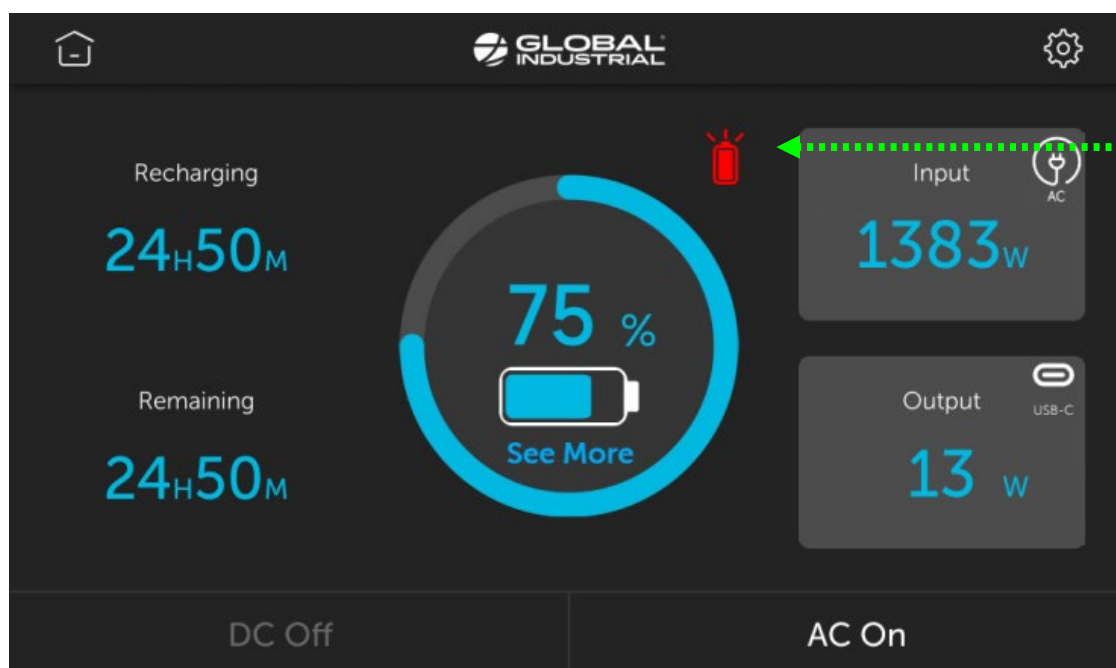 GLOBAL
INDUSTRIAL
Recharging
24H50M
Remaining
24H50M
75 %
See More
Input
AC
1383W
Output
USB-C
13 W
DC Off
AC On